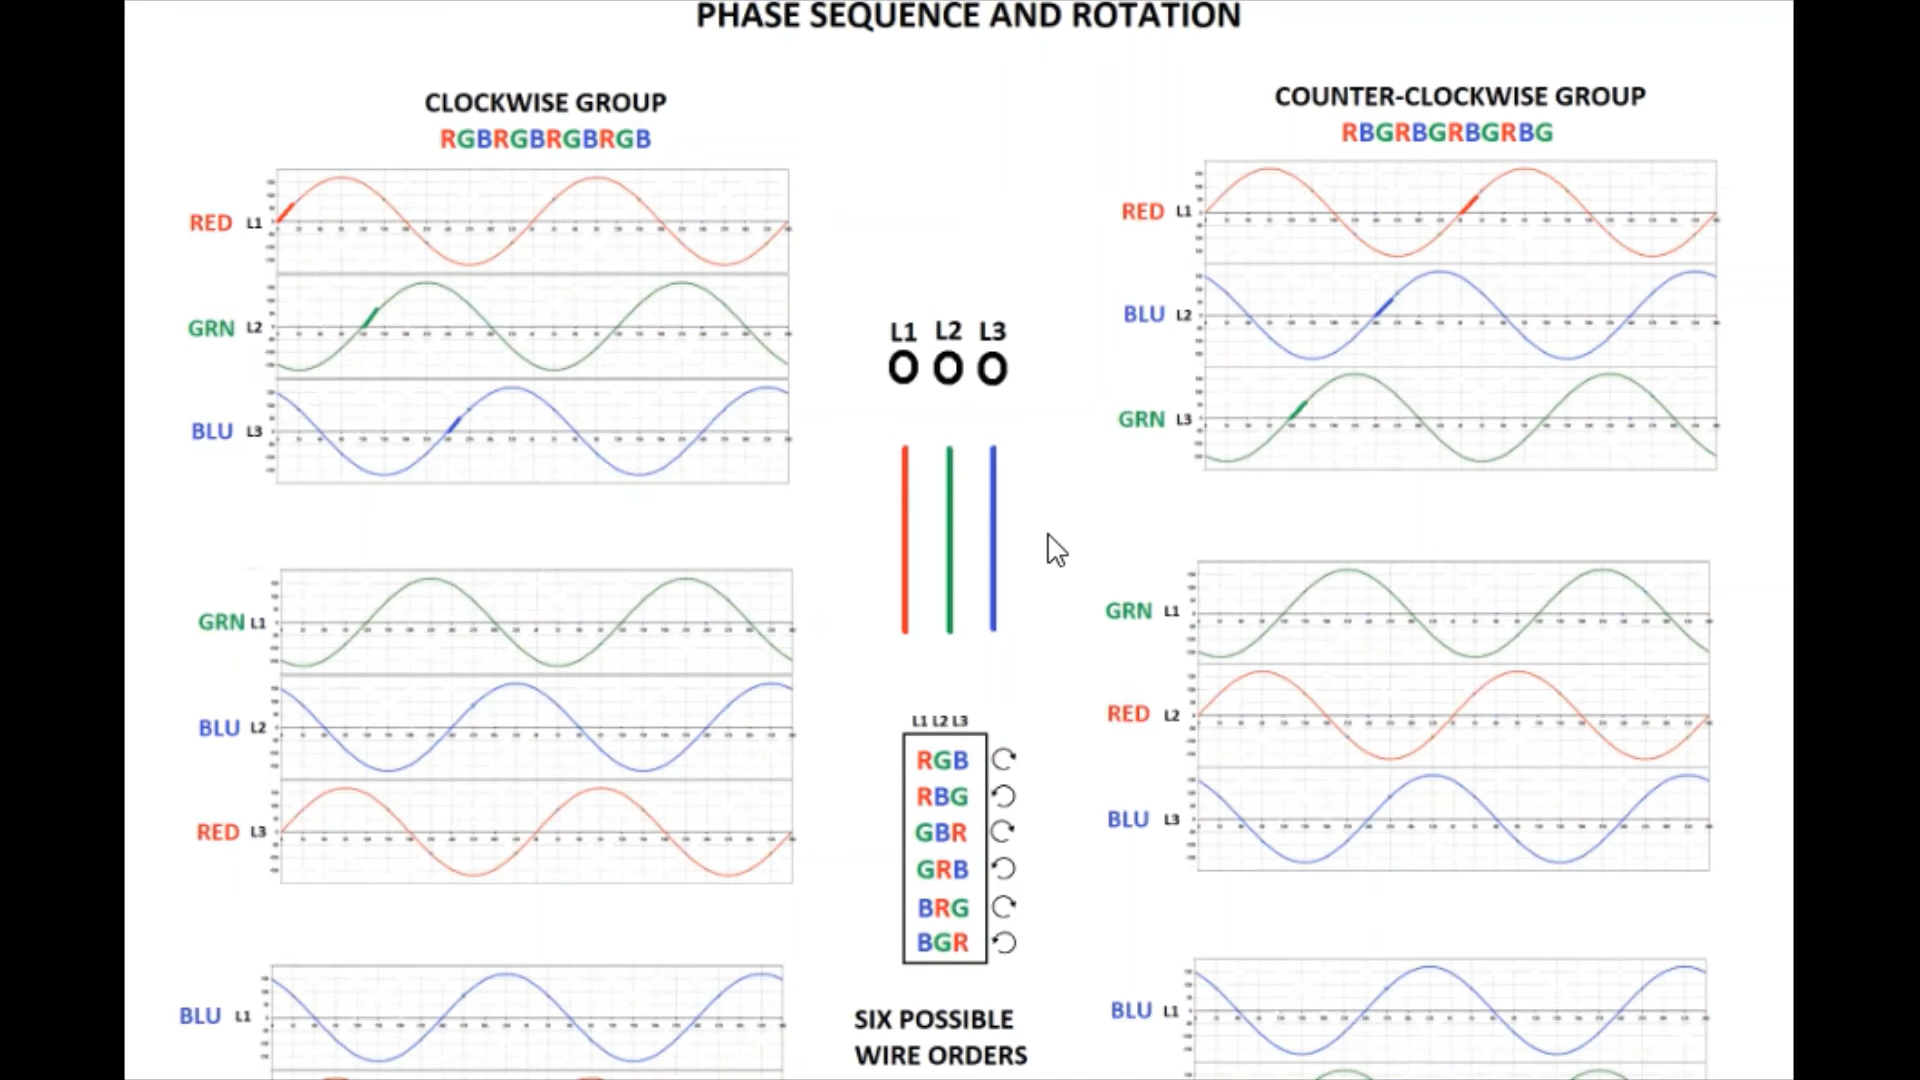 PHASE SEQUENCE AND ROTATION
CLOCKWISE GROUP
RGBRGBRGBRGB
RED L1
GRN L2
BLU L3
GRN L1
BLU L2
RED L3
BLU L1
L1 L2 L3
O O O
L1 L2 L3
RGB
RBG
GBR
GRB
BRG
BGR
SIX POSSIBLE
WIRE ORDERS
COUNTER-CLOCKWISE GROUP
RBGRBGRBGRBG
RED L1
BLU L2
GRN L3
GRN L1
RED L2
BLU L3
BLU L1